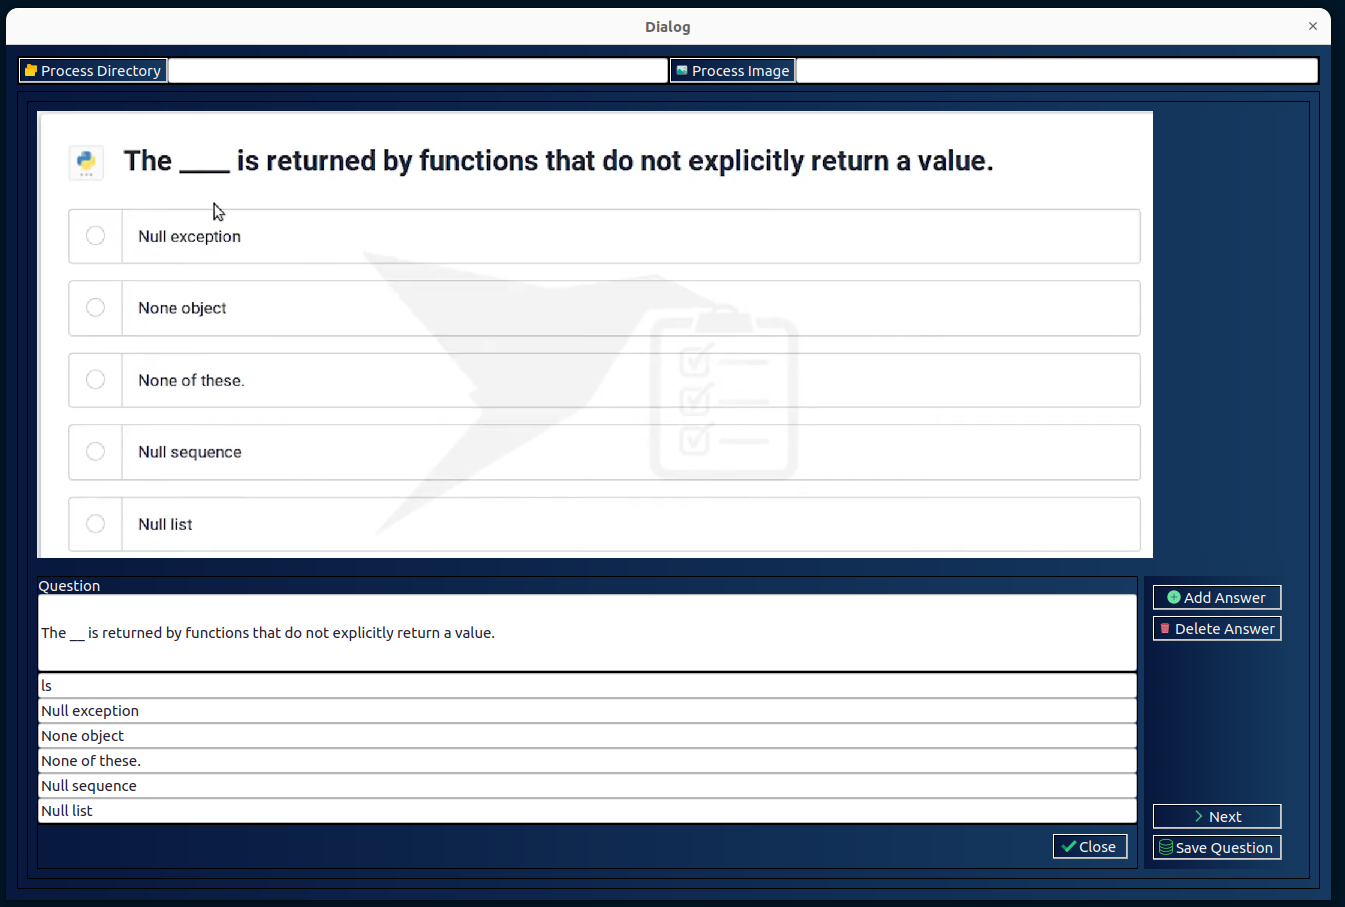 Dialog
Process Directory Process Image
The ____ is returned by functions that do not explicitly return a value.
Null exception
None object
None of these.
Null sequence
Null list
Question
The __ is returned by functions that do not explicitly return a value.
ls
Null exception
None object
None of these.
Null sequence
Null list
Add Answer
Delete Answer
Next
Close
Save Question